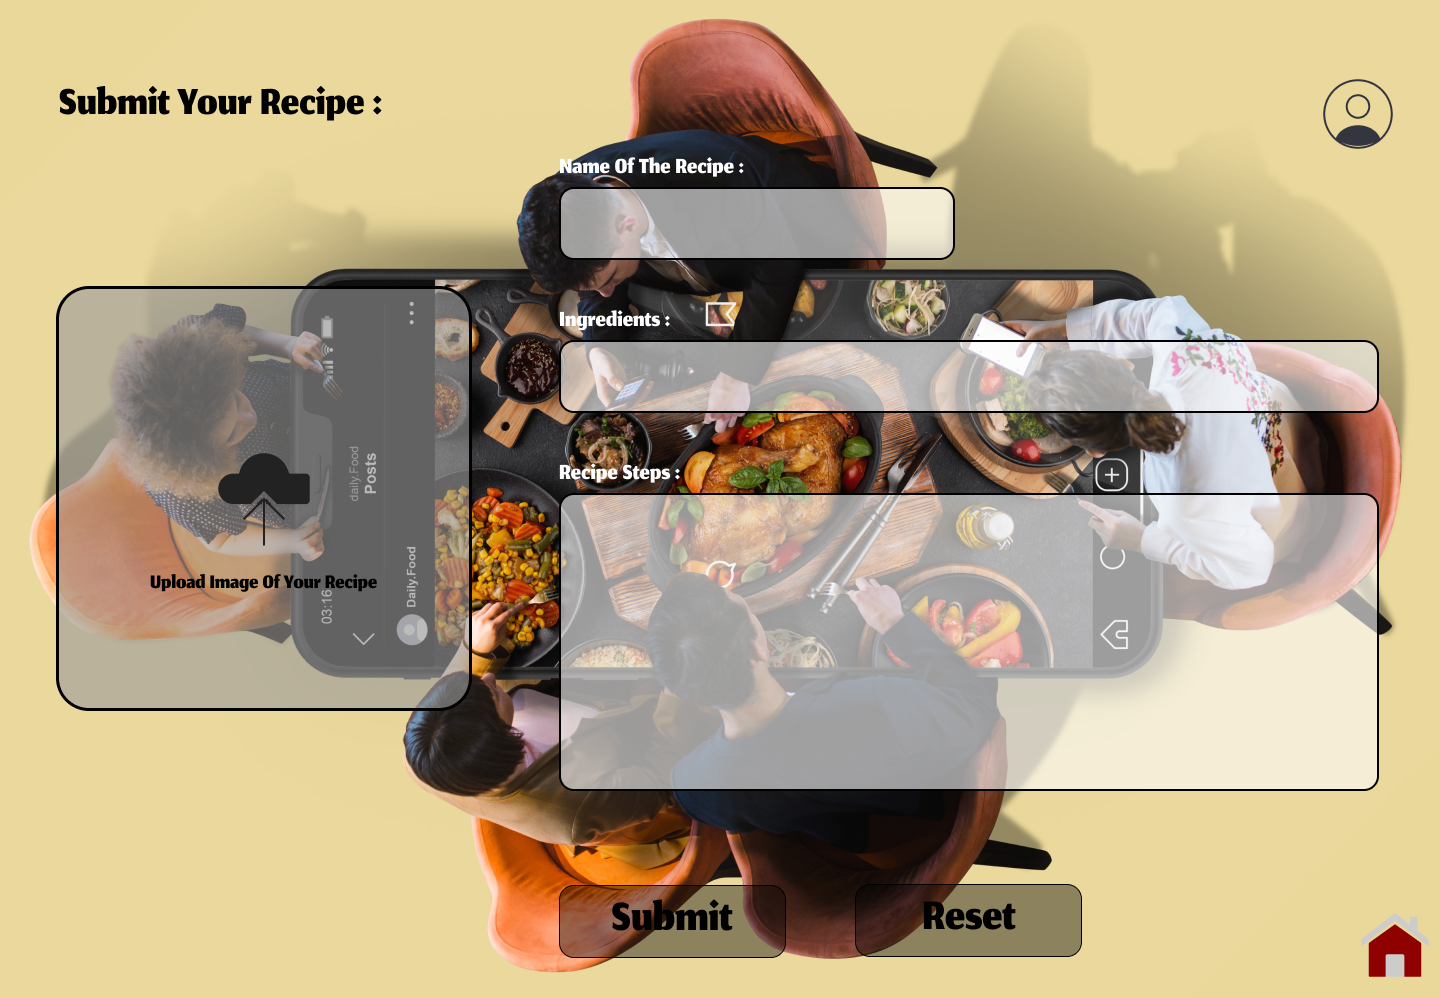 Submit Your Recipe :
Name Of The Recipe :
Ingredients :
Recipe Steps :
Upload Image Of Your Recipe
03:16
daily.Food
Posts
Daily.Food
Submit
Reset